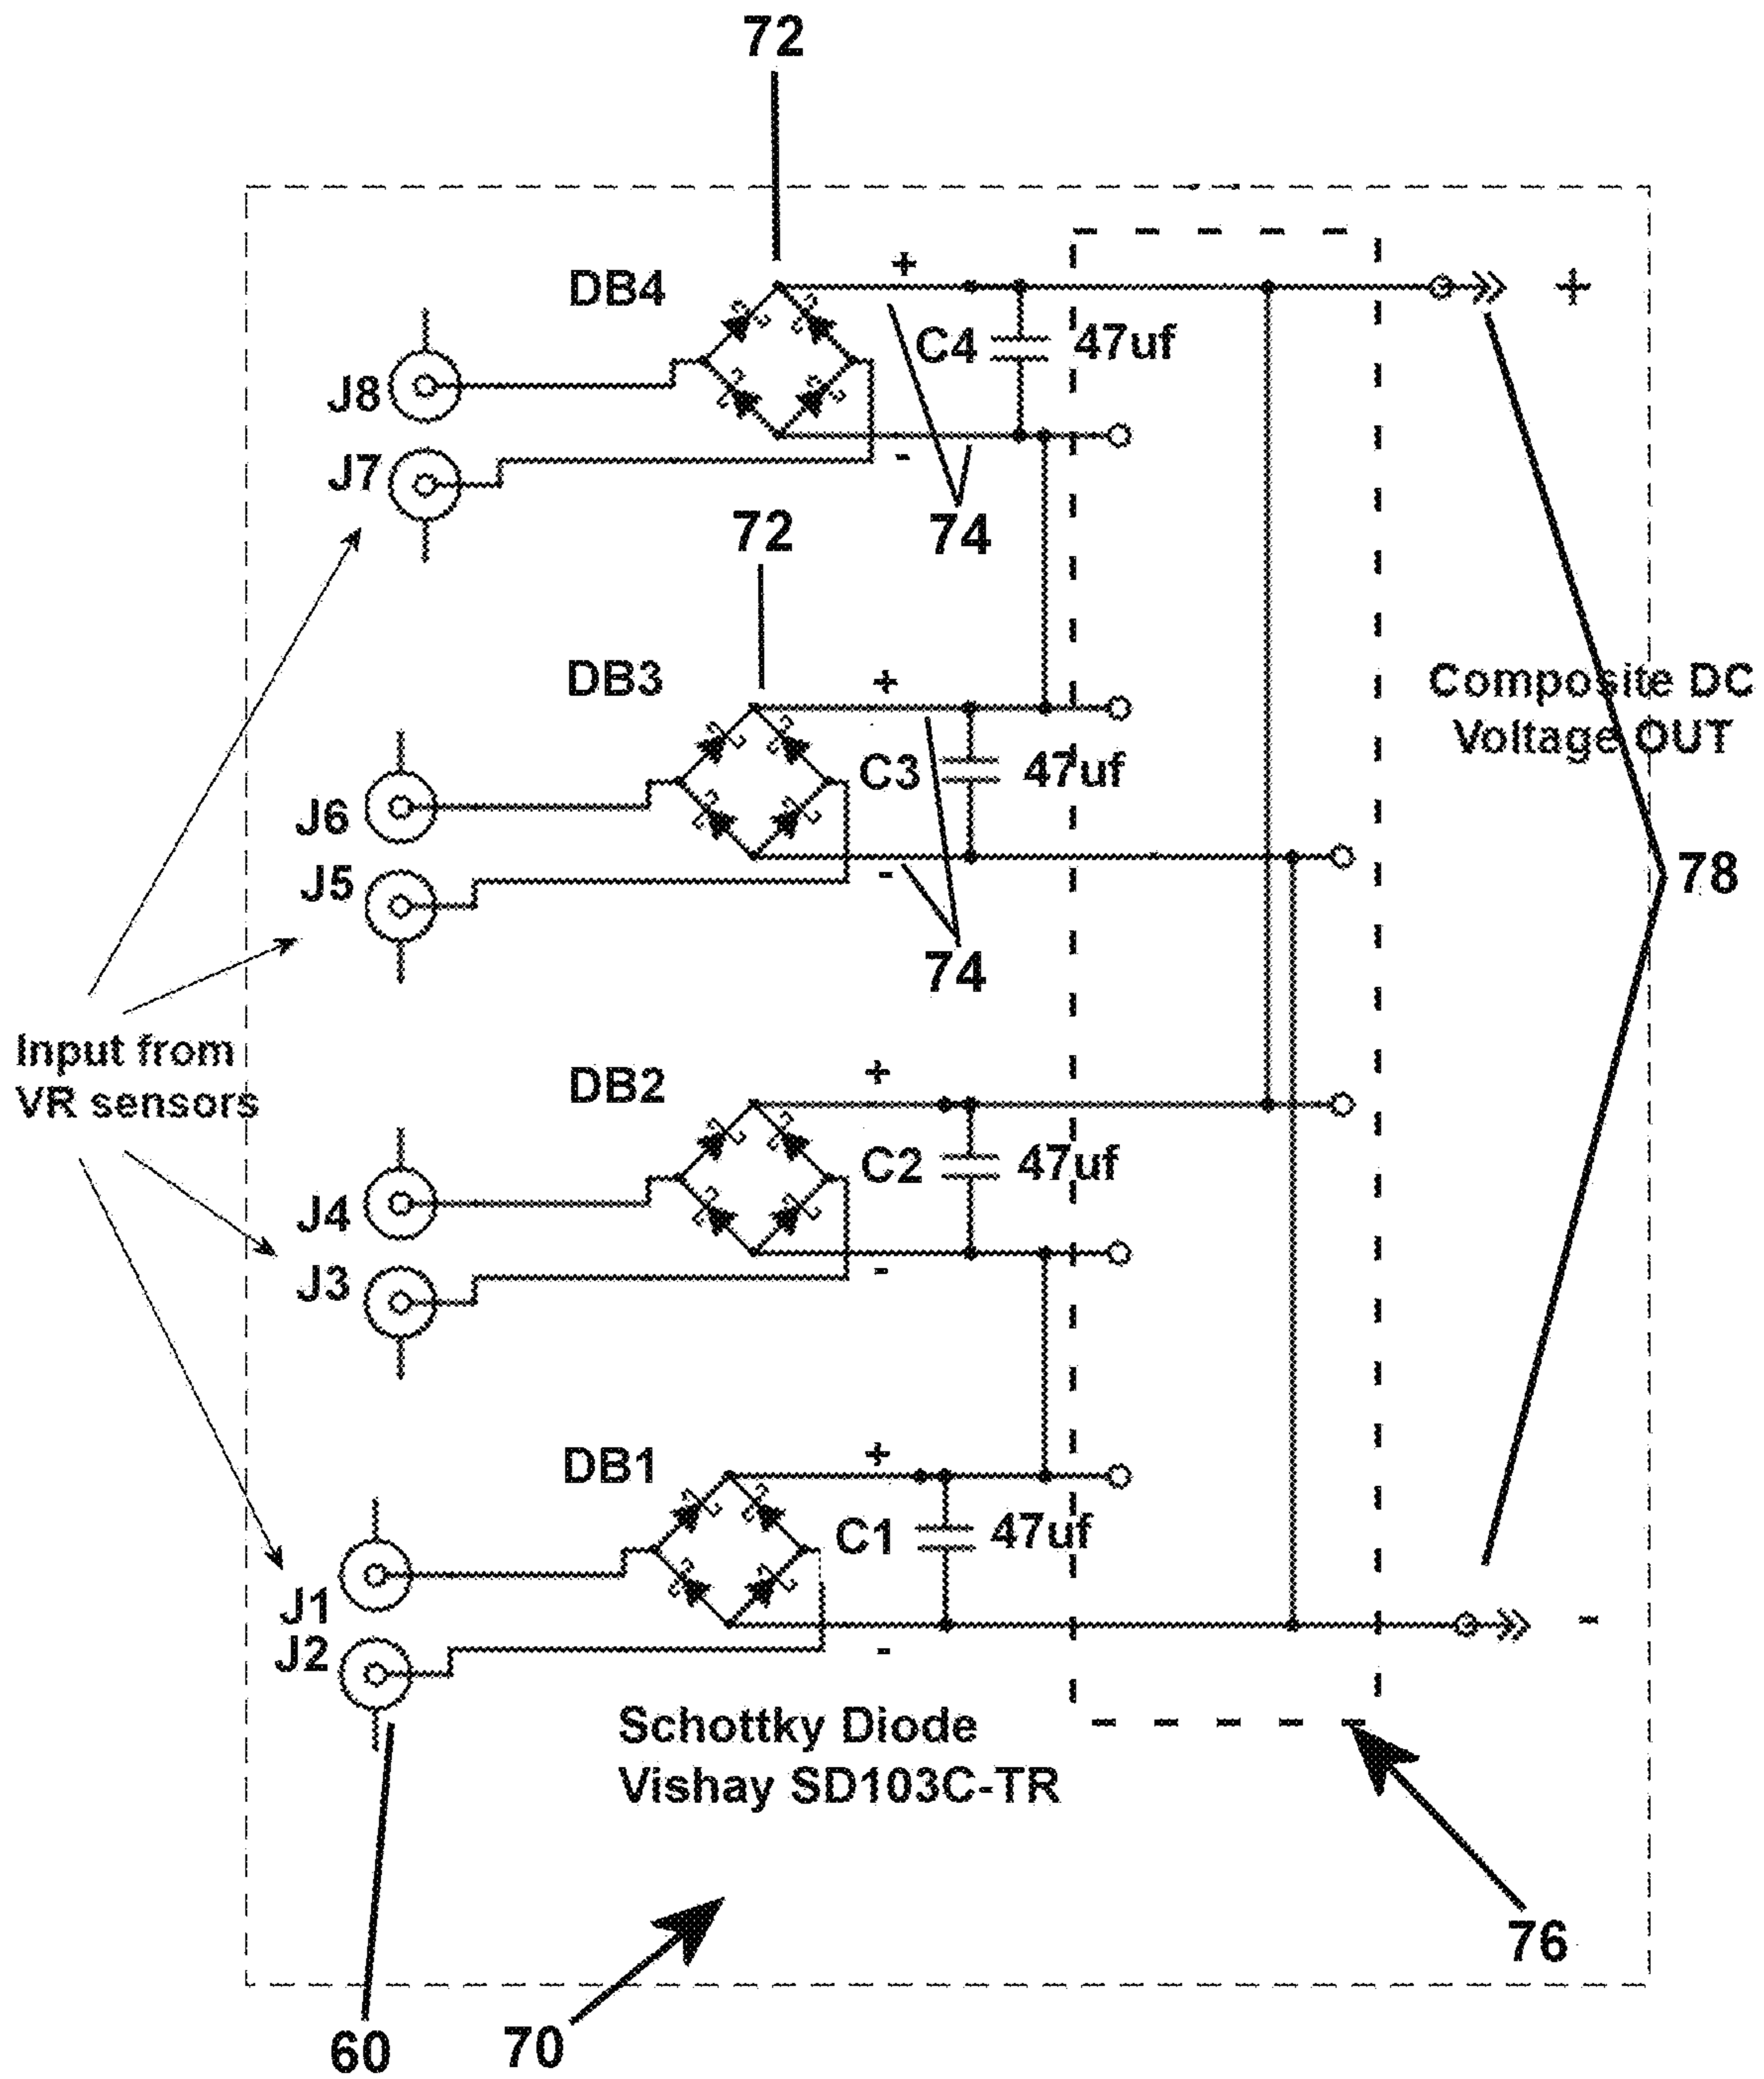 72
DB4
+
+
C4
47uf
J8
J7
-
72
74
DB3
+
Composite DC
Voltage OUT
C3
47uf
J6
J5
-
78
74
Input from
VR sensors
DB2
+
C2
47uf
J4
J3
-
DB1
+
C1
47uf
J1
J2
-
-
Schottky Diode
Vishay SD103C-TR
76
60
70